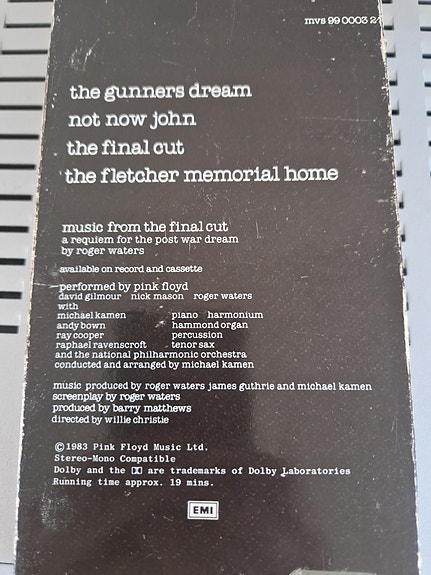 mvs 99 0003 2
the gunners dream
not now john
the final cut
the fletcher memorial home
music from the final cut
a requiem for the post war dream
by roger waters
available on record and cassette
performed by pink floyd
david gilmour nick mason roger waters
with
michael kamen piano harmonium
andy bown hammond organ
ray cooper percussion
raphael ravenscroft tenor sax
and the national philharmonic orchestra
conducted and arranged by michael kamen
music produced by roger waters james guthrie and michael kamen
screenplay by roger waters
produced by barry matthews
directed by willie christie
©1983 Pink Floyd Music Ltd.
Stereo-Mono Compatible
Dolby and the are trademarks of Dolby Laboratories
Running time approx. 19 mins.
EMI